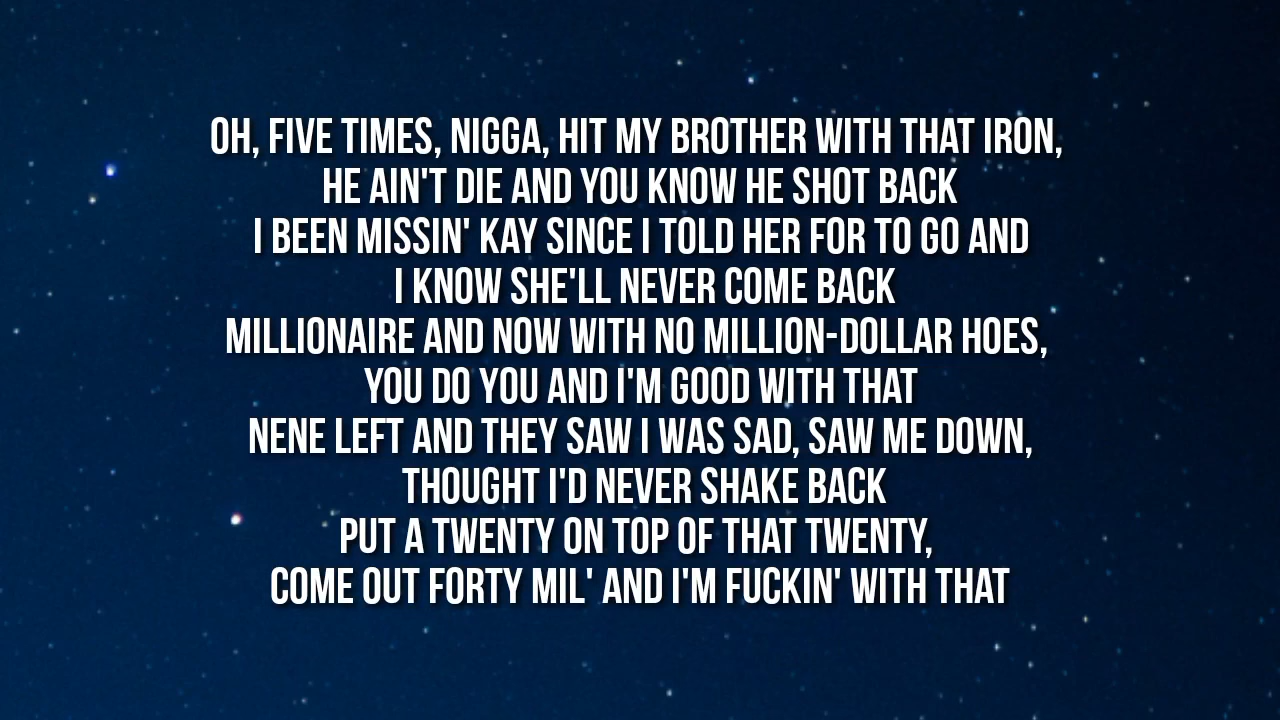 OH, FIVE TIMES, NIGGA, HIT MY BROTHER WITH THAT IRON,
HE AIN'T DIE AND YOU KNOW HE SHOT BACK
I BEEN MISSIN' KAY SINCE I TOLD HER FOR TO GO AND
I KNOW SHE'LL NEVER COME BACK
MILLIONAIRE AND NOW WITH NO MILLION-DOLLAR HOES,
YOU DO YOU AND I'M GOOD WITH THAT
NENE LEFT AND THEY SAW I WAS SAD, SAW ME DOWN,
THOUGHT I'D NEVER SHAKE BACK
PUT A TWENTY ON TOP OF THAT TWENTY,
COME OUT FORTY MIL' AND I'M FUCKIN' WITH THAT